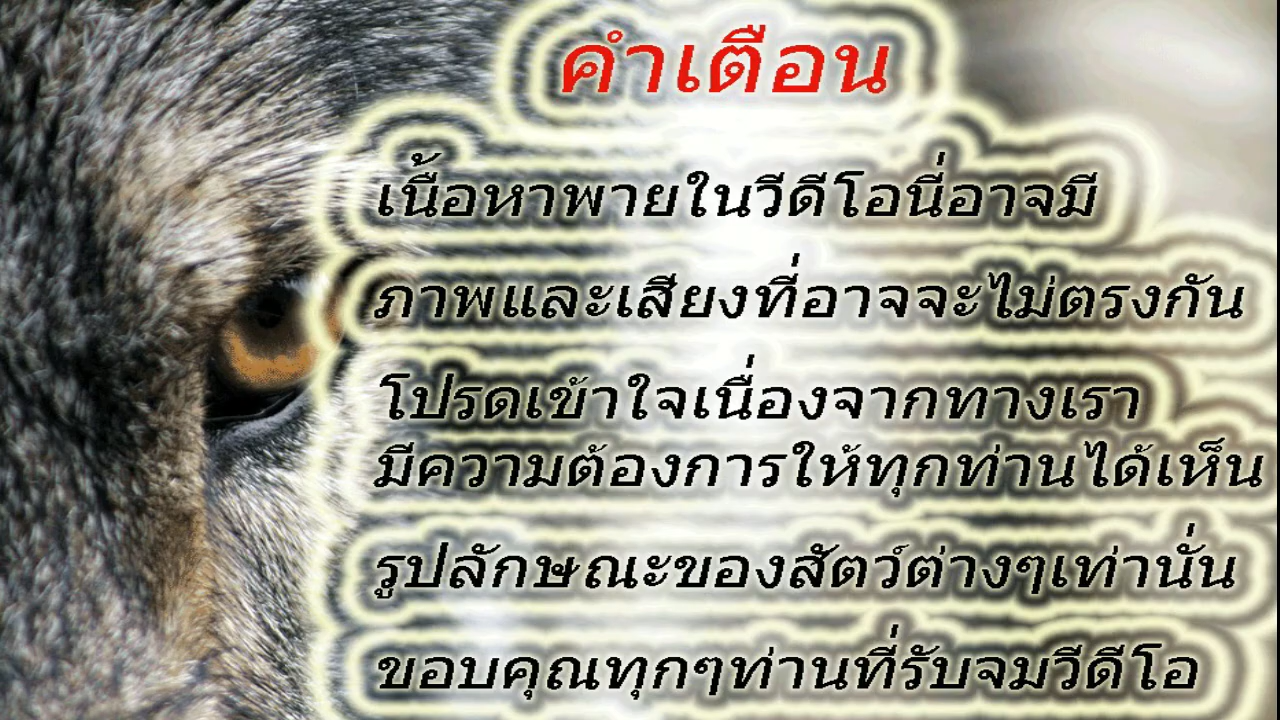 คำเตือน
เนื้อหาพายในวีดีโอนี่อาจมี
ภาพและเสียงที่อาจจะไม่ตรงกัน
โปรดเข้าใจเนื่องจากทางเรา
มีความต้องการให้ทุกท่านได้เห็น
รูปลักษณะของสัตว์ต่างๆเท่านั่น
ขอบคุณทุกๆท่านที่รับจมวีดีโอ